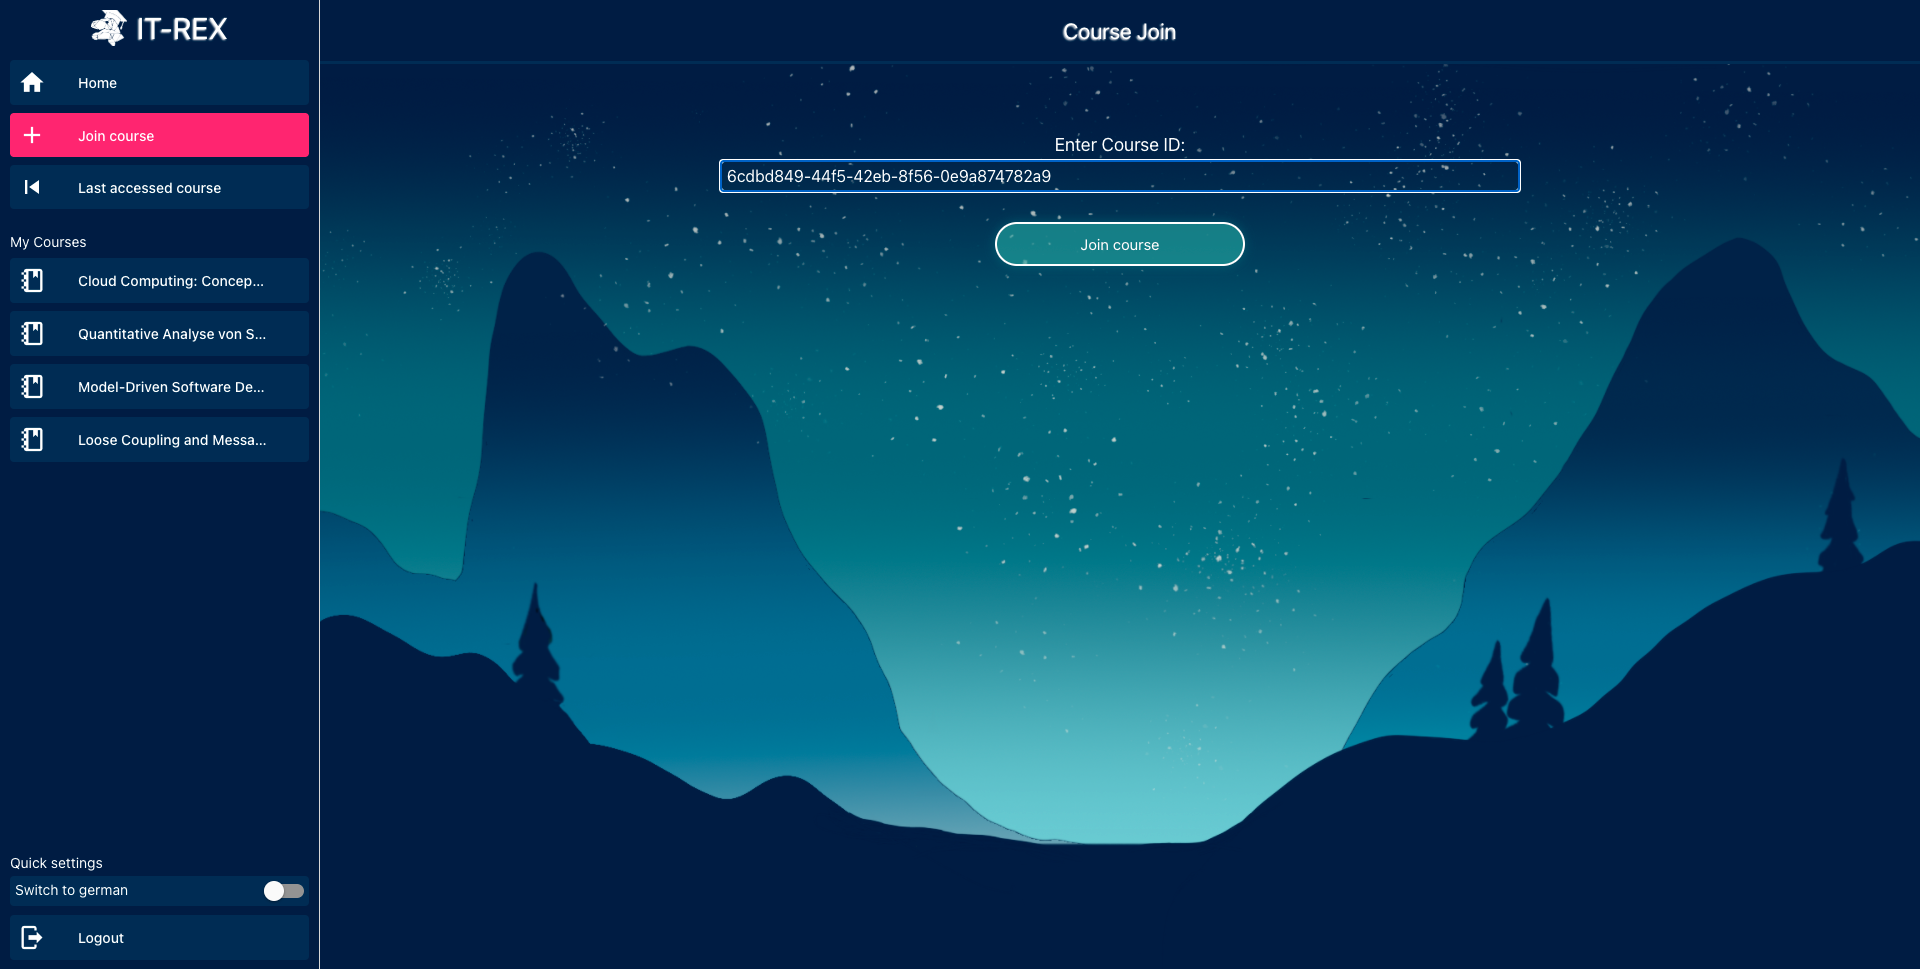 IT-REX
Course Join
Home
Join course
Last accessed course
My Courses
Cloud Computing: Concep...
Quantitative Analyse von S...
Model-Driven Software De...
Loose Coupling and Messa...
Enter Course ID:
6cdbd849-44f5-42eb-8f56-0e9a874782a9
Join course
Quick settings
Switch to german
Logout